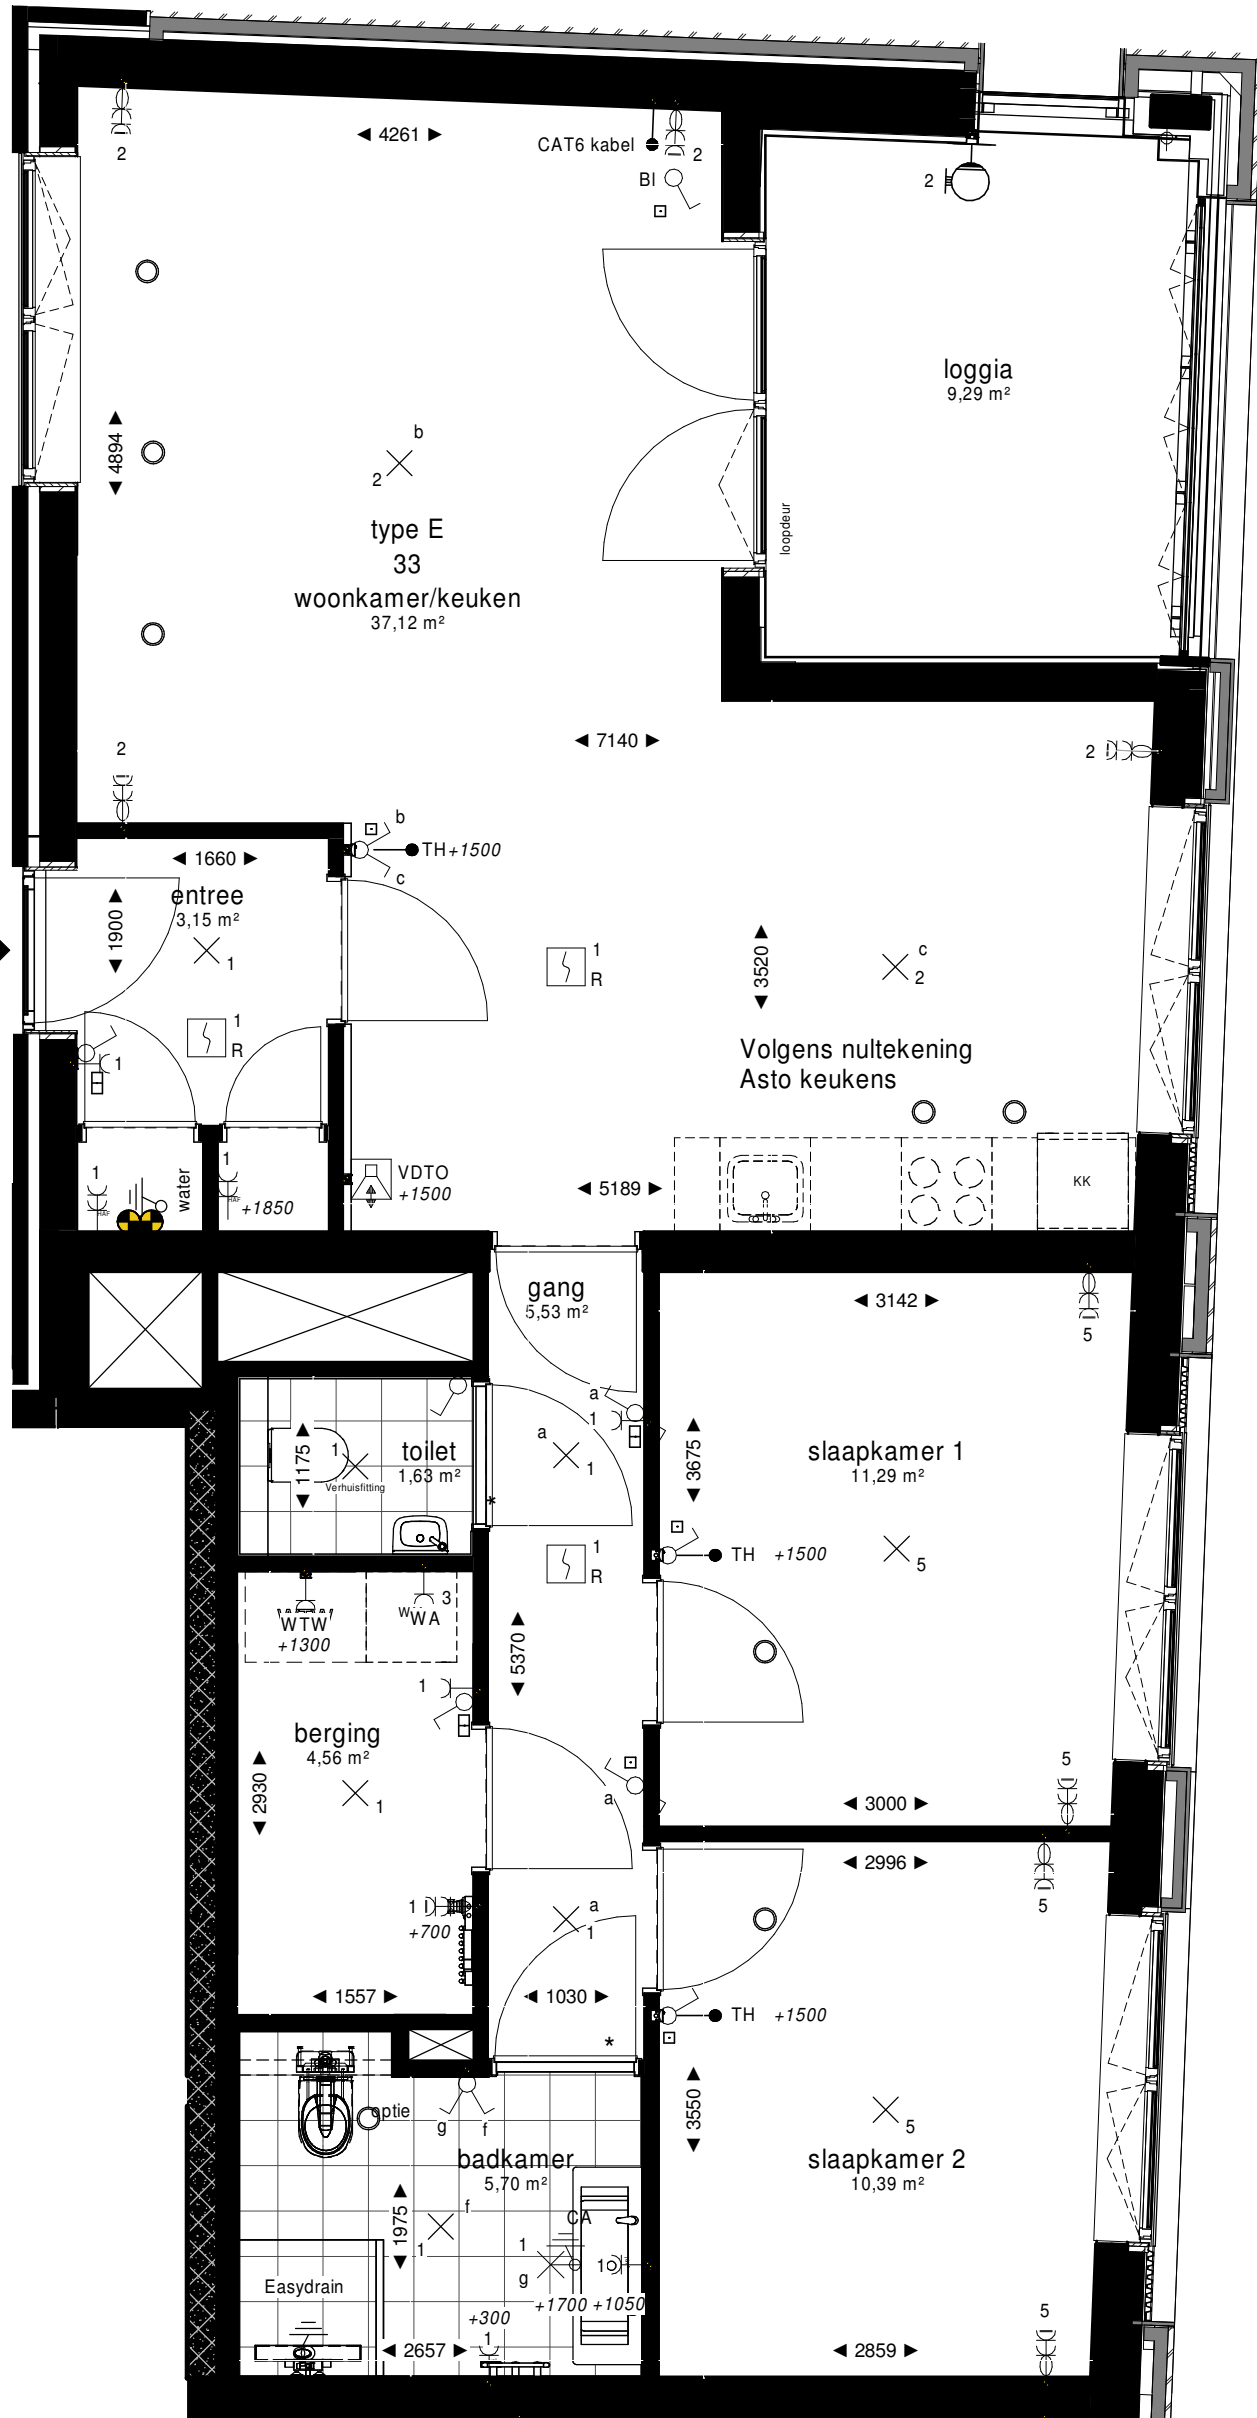 2
◄ 4261 ►
CAT6 kabel
2
BI
2
loggia
9,29 m²
◄ 4894 ►
b
2
type E
33
woonkamer/keuken
37,12 m²
loopdeur
◄ 7140 ►
2
2
b
TH +1500
c
◄ 1660 ►
entree
3,15 m²
◄ 1900 ►
1
1
R
◄ 3520 ►
c
2
1
R
1
Volgens nultekening
Asto keukens
1
HAF
water
1
HAF
+1850
VDTO
+1500
◄ 5189 ►
KK
gang
5,53 m²
◄ 3142 ►
5
a
1
a
1
◄ 1175 ►
1
toilet
1,63 m²
Verhuisfitting
*
◄ 3675 ►
slaapkamer 1
11,29 m²
5
TH +1500
1
R
WTW
+1300
3
WA
◄ 5370 ►
1
berging
4,56 m²
◄ 2930 ►
1
a
5
◄ 3000 ►
◄ 2996 ►
5
1
+700
a
1
◄ 1557 ►
◄ 1030 ►
*
TH +1500
optie
g
f
◄ 3550 ►
5
badkamer
5,70 m²
slaapkamer 2
10,39 m²
◄ 1975 ►
f
1
CA
1
g
1
Easydrain
+1700 +1050
+300
1
◄ 2657 ►
5
◄ 2859 ►